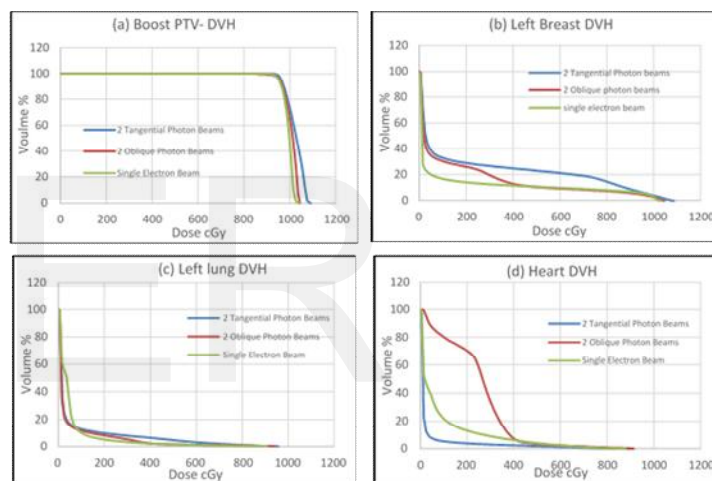 (a) Boost PTV- DVH
120
100
80
60
40
20
0
Voulme %
2 Tangential Photon Beams
2 Oblique Photon Beams
Single Electron Beam
0 200 400 600 800 1000 1200
Dose cGy
(b) Left Breast DVH
120
100
80
60
40
20
0
Volume %
2 Tangential Photon beams
2 Oblique photon beams
single electron beam
0 200 400 600 800 1000 1200
Dose cGy
(c) Left lung DVH
120
100
80
60
40
20
0
Volume %
2 Tangential Photon Beams
2 Oblique Photon Beams
Single Electron Beam
0 200 400 600 800 1000 1200
Dose cGy
(d) Heart DVH
120
100
80
60
40
20
0
Volume %
2 Tangential Photon Beams
2 Oblique Photon Beams
Single Electron Beam
0 200 400 600 800 1000 1200
Dose cGy
ER